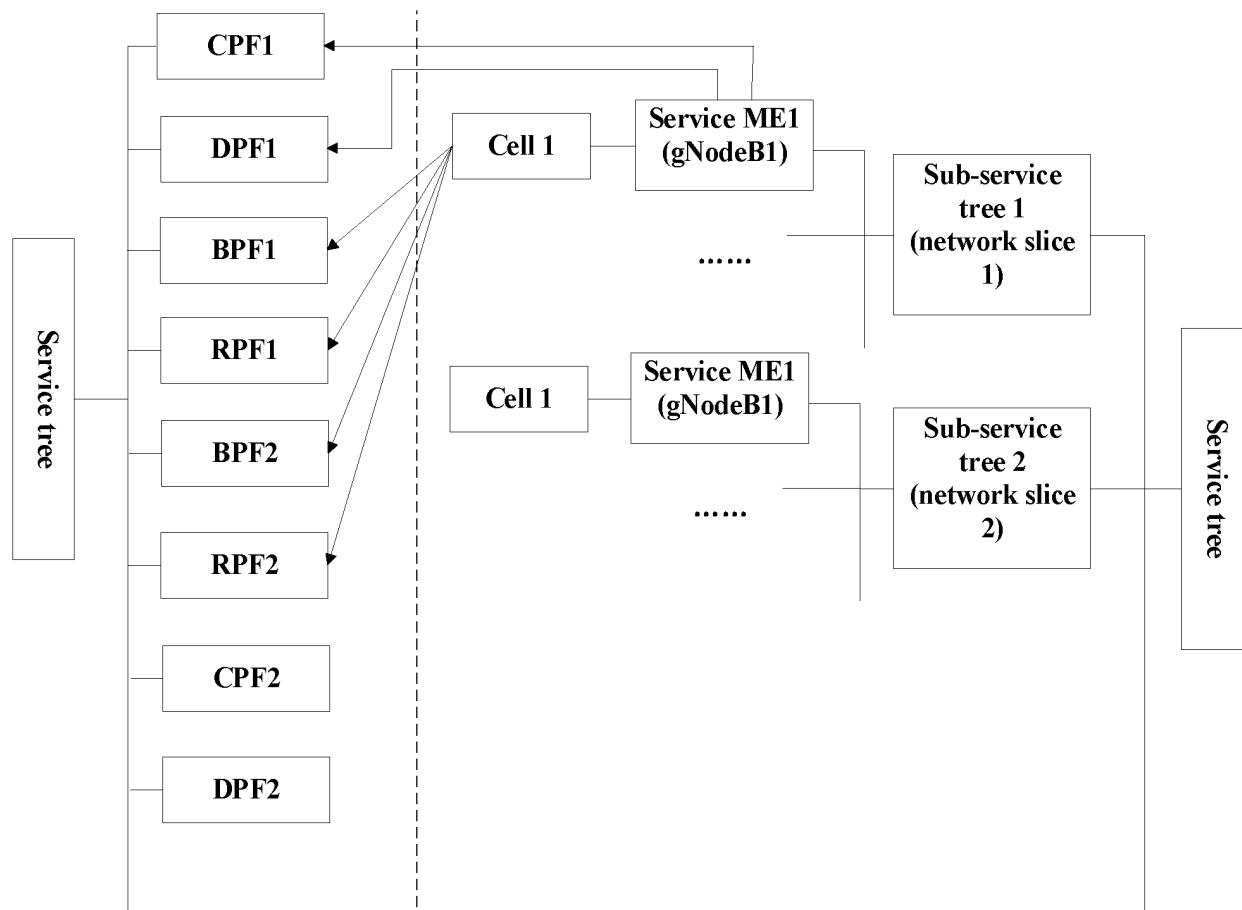 CPF1
DPF1
BPF1
RPF1
BPF2
RPF2
CPF2
DPF2
Service tree
Cell 1
Service ME1
(gNodeB1)
……
Sub-service
tree 1
(network slice
1)
Cell 1
Service ME1
(gNodeB1)
……
Sub-service
tree 2
(network slice
2)
Service tree